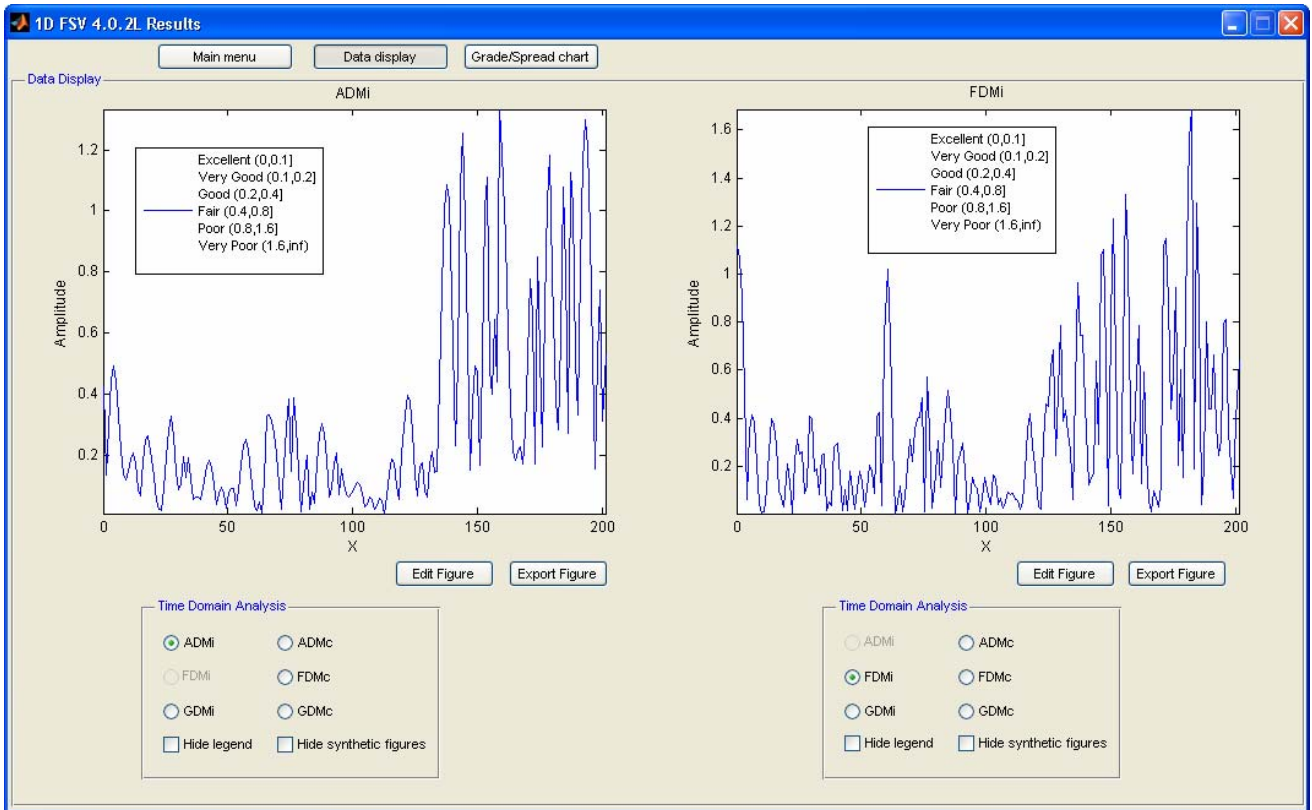 1D FSV 4.0.2L Results
Main menu
Data display
Grade/Spread chart
Data Display
ADMi
Excellent (0,0.1]
Very Good (0.1,0.2]
Good (0.2,0.4]
Fair (0.4,0.8]
Poor (0.8,1.6]
Very Poor (1.6,inf)
1.2
1
0.8
0.6
0.4
0.2
Amplitude
0
50
100
150
200
X
FDMi
Excellent (0,0.1]
Very Good (0.1,0.2]
Good (0.2,0.4]
Fair (0.4,0.8]
Poor (0.8,1.6]
Very Poor (1.6,inf)
1.6
1.4
1.2
1
0.8
0.6
0.4
0.2
Amplitude
0
50
100
150
200
X
Edit Figure
Export Figure
Edit Figure
Export Figure
Time Domain Analysis
ADMi
ADMc
FDMi
FDMc
GDMi
GDMc
Hide legend
Hide synthetic figures
Time Domain Analysis
ADMi
ADMc
FDMi
FDMc
GDMi
GDMc
Hide legend
Hide synthetic figures